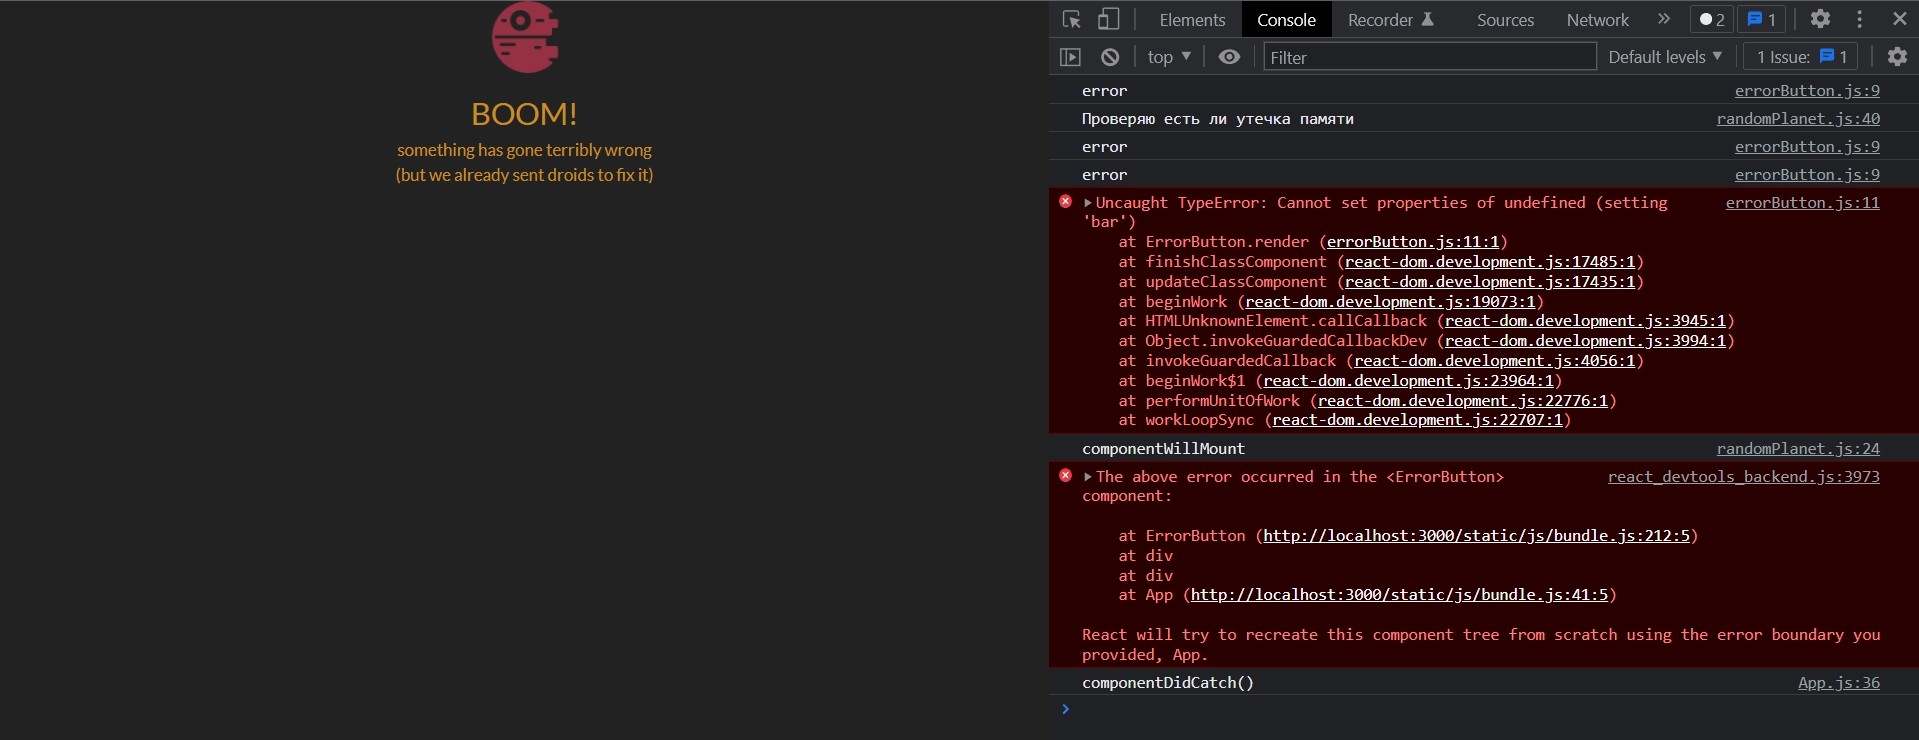 BOOM!
something has gone terribly wrong
(but we already sent droids to fix it)
Elements Console Recorder Sources Network » 2 1
top Filter Default levels 1 Issue: 1
error errorButton.js:9
Проверяю есть ли утечка памяти randomPlanet.js:40
error errorButton.js:9
error errorButton.js:9
Uncaught TypeError: Cannot set properties of undefined (setting errorButton.js:11
'bar')
at ErrorButton.render (errorButton.js:11:1)
at finishClassComponent (react-dom.development.js:17485:1)
at updateClassComponent (react-dom.development.js:17435:1)
at beginWork (react-dom.development.js:19073:1)
at HTMLUnknownElement.callCallback (react-dom.development.js:3945:1)
at Object.invokeGuardedCallbackDev (react-dom.development.js:3994:1)
at invokeGuardedCallback (react-dom.development.js:4056:1)
at beginWork$1 (react-dom.development.js:23964:1)
at performUnitOfWork (react-dom.development.js:22776:1)
at workLoopSync (react-dom.development.js:22707:1)
componentWillMount randomPlanet.js:24
The above error occurred in the <ErrorButton> react_devtools_backend.js:3973
component:
at ErrorButton (http://localhost:3000/static/js/bundle.js:212:5)
at div
at div
at App (http://localhost:3000/static/js/bundle.js:41:5)
React will try to recreate this component tree from scratch using the error boundary you
provided, App.
componentDidCatch() App.js:36